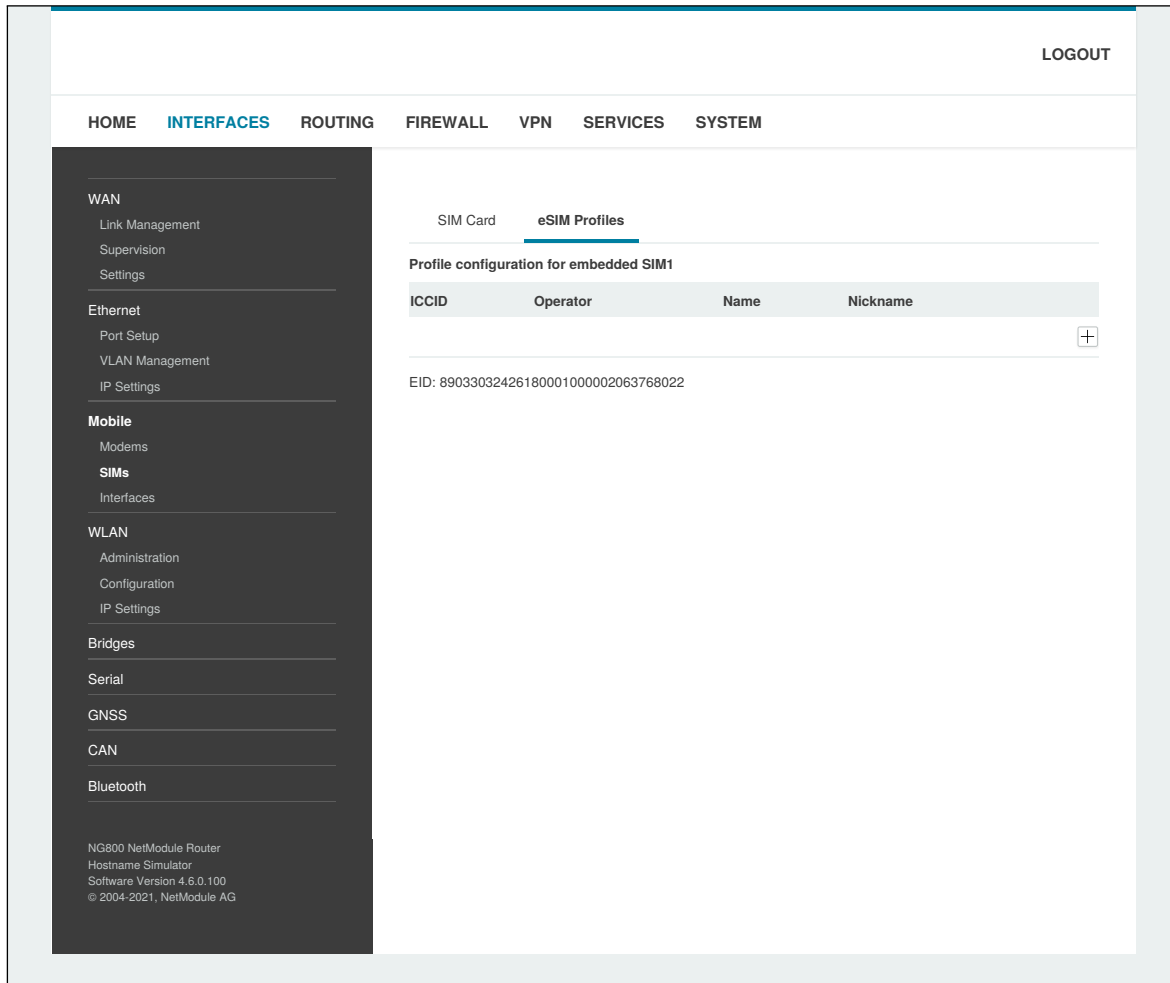 LOGOUT
HOME INTERFACES ROUTING FIREWALL VPN SERVICES SYSTEM
WAN
Link Management
Supervision
Settings
Ethernet
Port Setup
VLAN Management
IP Settings
Mobile
Modems
SIMs
Interfaces
WLAN
Administration
Configuration
IP Settings
Bridges
Serial
GNSS
CAN
Bluetooth
NG800 NetModule Router
Hostname Simulator
Software Version 4.6.0.100
© 2004-2021, NetModule AG
SIM Card eSIM Profiles
Profile configuration for embedded SIM1
ICCID Operator Name Nickname
EID: 89033032426180001000002063768022